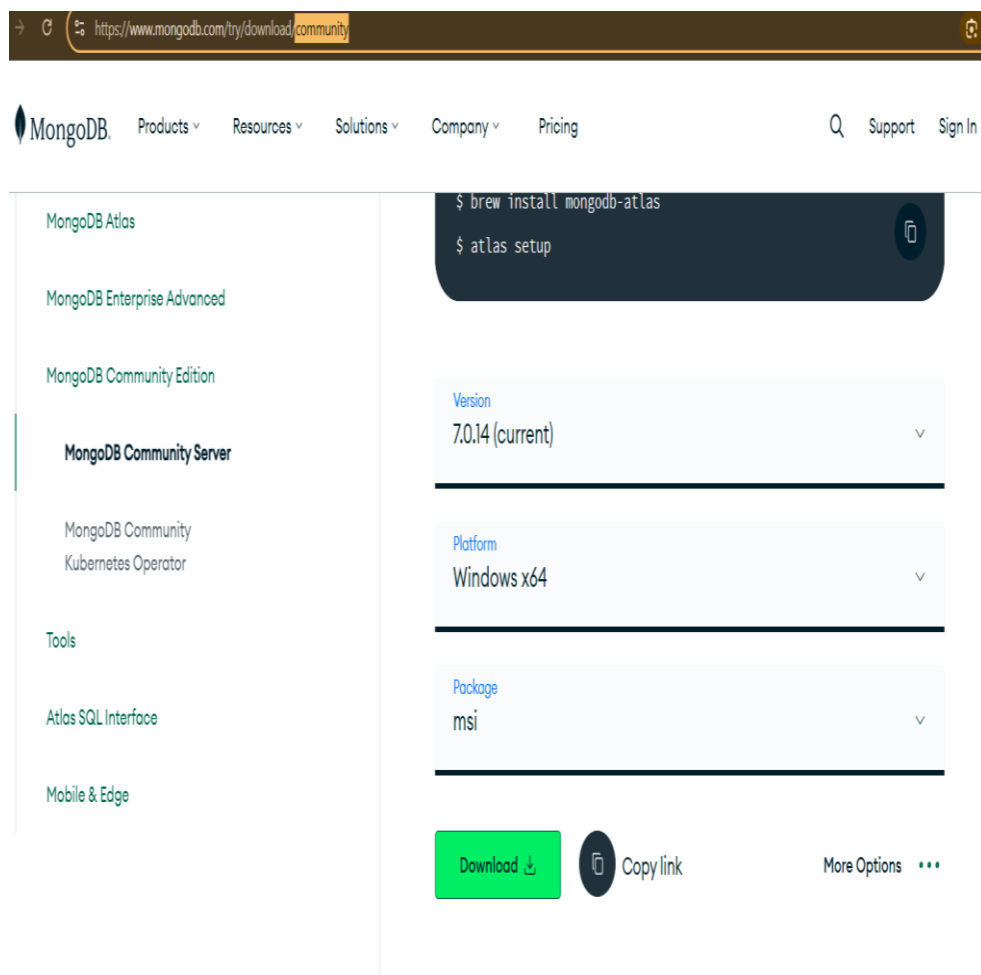 https://www.mongodb.com/try/download/community
MongoDB. Products Resources Solutions Company Pricing Support Sign In
MongoDB Atlas
MongoDB Enterprise Advanced
MongoDB Community Edition
MongoDB Community Server
MongoDB Community
Kubernetes Operator
Tools
Atlas SQL Interface
Mobile & Edge
$ brew install mongodb-atlas
$ atlas setup
Version
7.0.14 (current)
Platform
Windows x64
Package
msi
Download Copy link More Options